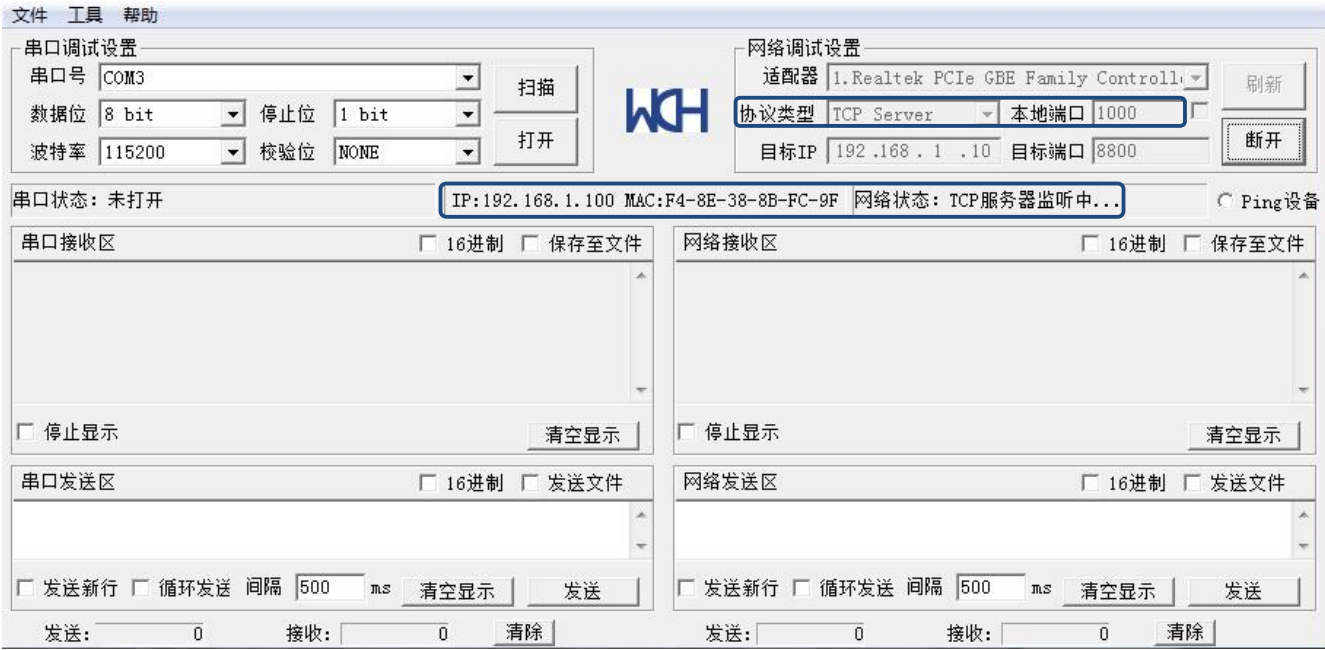 文件 工具 帮助
串口调试设置 网络调试设置
串口号 COM3 扫描 WCH 适配器 1.Realtek PCIe GBE Family Controll 刷新
数据位 8 bit 停止位 1 bit 协议类型 TCP Server 本地端口 1000
波特率 115200 校验位 NONE 打开 目标IP 192 .168 . 1 .10 目标端口 8800 断开
串口状态: 未打开 IP:192.168.1.100 MAC:F4-8E-38-8B-FC-9F 网络状态: TCP服务器监听中... Ping设备
串口接收区 16进制 保存至文件 网络接收区 16进制 保存至文件
停止显示 清空显示 停止显示 清空显示
串口发送区 16进制 发送文件 网络发送区 16进制 发送文件
发送新行 循环发送 间隔 500 ms 清空显示 发送 发送新行 循环发送 间隔 500 ms 清空显示 发送
发送: 0 接收: 0 清除 发送: 0 接收: 0 清除